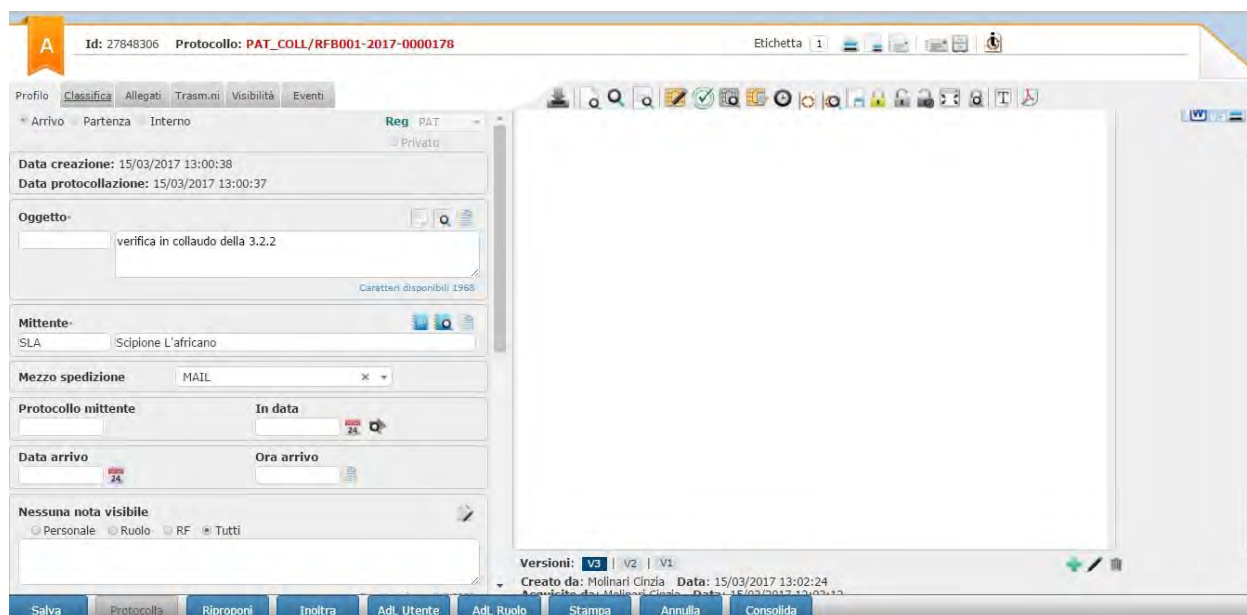 A Id: 27848306 Protocollo: PAT_COLL/RFB001-2017-0000178 Etichetta 1
Profilo Classifica Allegati Trasm.ni Visibilità Eventi
Arrivo Partenza Interno Reg PAT
Privato
Data creazione: 15/03/2017 13:00:38
Data protocollazione: 15/03/2017 13:00:37
Oggetto*
verifica in collaudo della 3.2.2
Caratteri disponibili 1968
Mittente*
SLA Scipione L'africano
Mezzo spedizione MAIL
Protocollo mittente In data
24
Data arrivo Ora arrivo
24
Nessuna nota visibile
Personale Ruolo RF Tutti
Versioni: V3 | V2 | V1
Creato da: Molinari Cinzia Data: 15/03/2017 13:02:24
Salva Protocolla Riproponi Inoltra AdL Utente AdL Ruolo Stampa Annulla Consolida